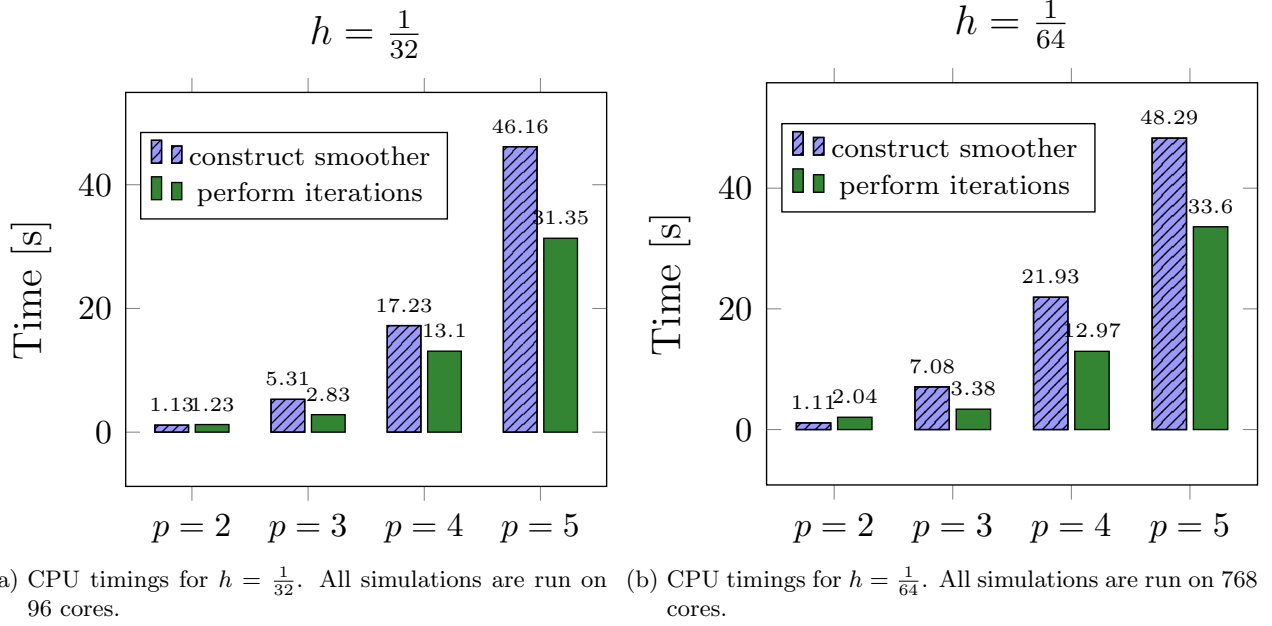 h = 1/32
construct smoother
perform iterations
Time [s]
40
20
0
1.13
1.23
5.31
2.83
17.23
13.1
46.16
31.35
p = 2
p = 3
p = 4
p = 5
a) CPU timings for h = 1/32. All simulations are run on
96 cores.
h = 1/64
construct smoother
perform iterations
Time [s]
40
20
0
1.11
2.04
7.08
3.38
21.93
12.97
48.29
33.6
p = 2
p = 3
p = 4
p = 5
(b) CPU timings for h = 1/64. All simulations are run on 768
cores.